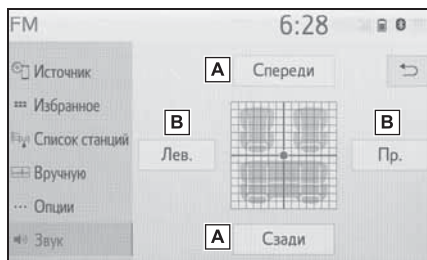 FM 6:28
Источник
Избранное
Список станций
Вручную
Опции
Звук
A Спереди
B B
Лев. Пр.
A Сзади